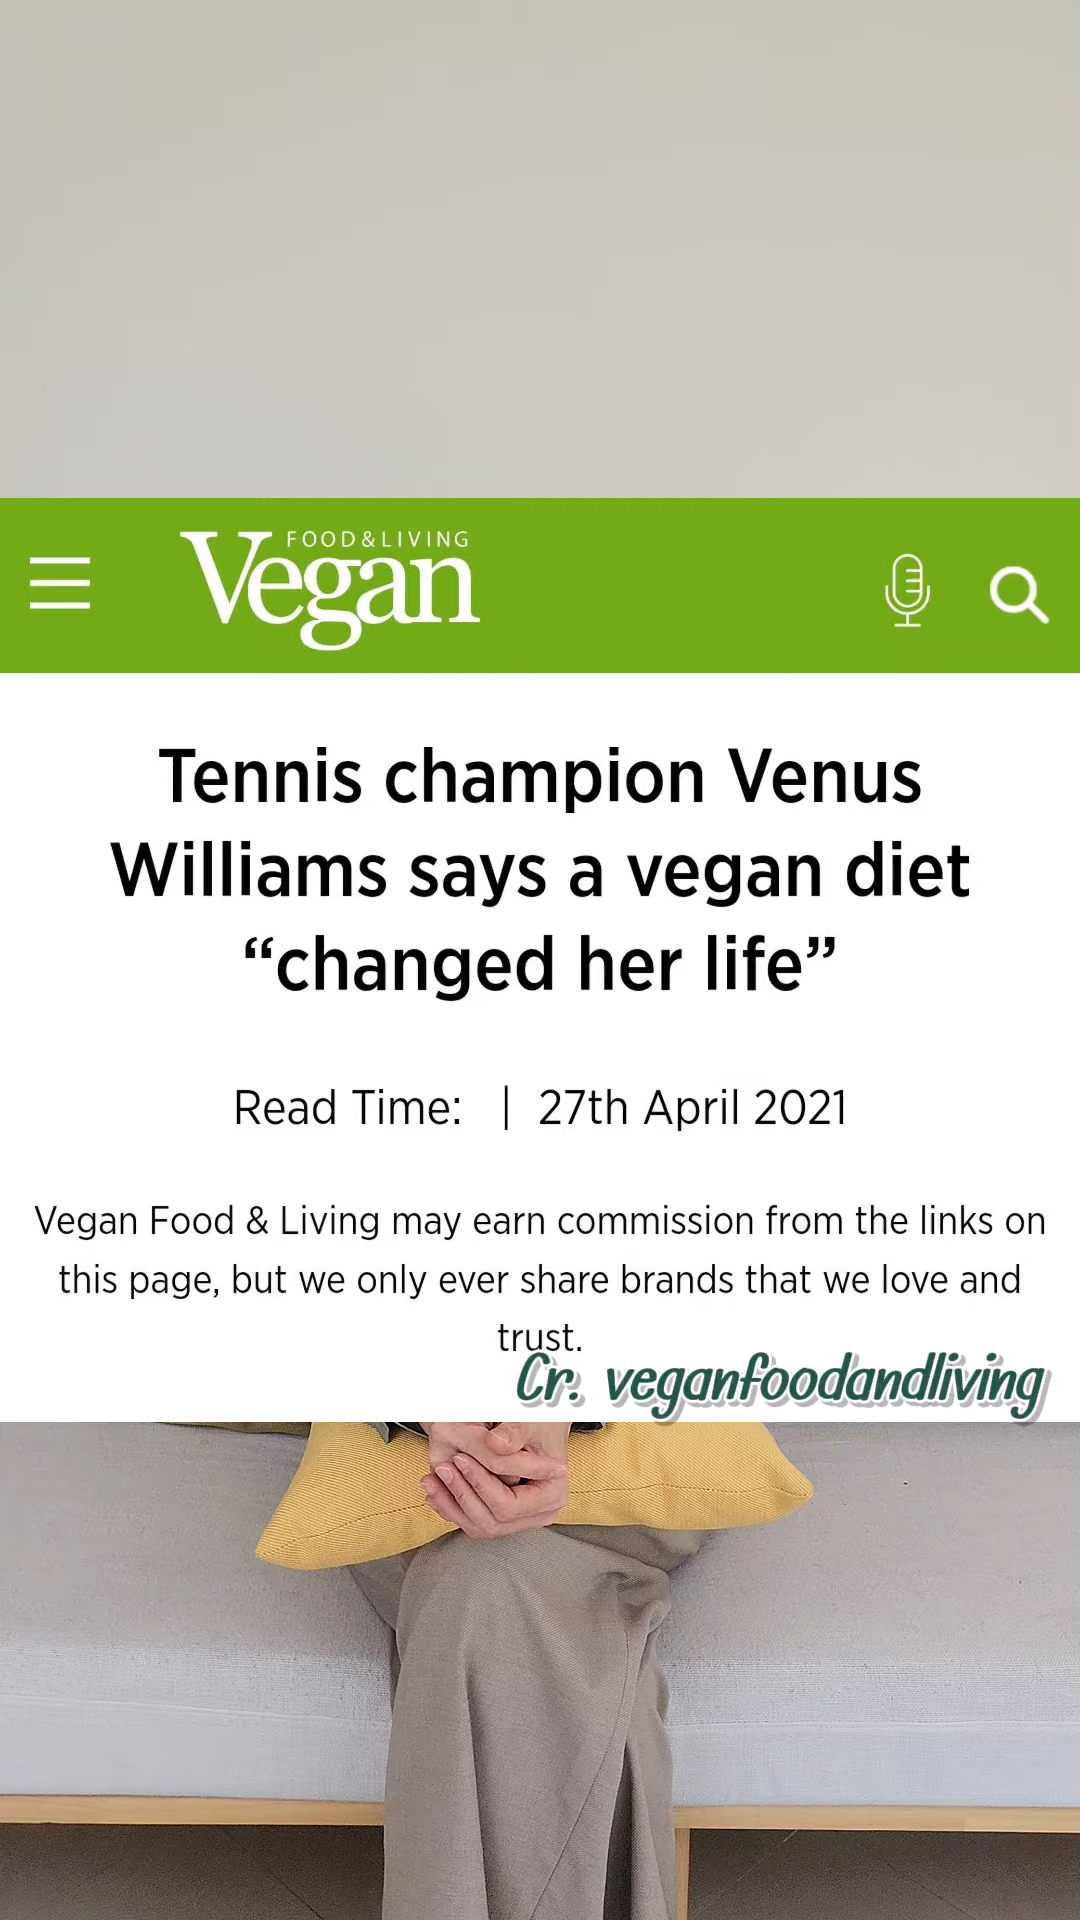 FOOD&LIVING
Vegan
Tennis champion Venus
Williams says a vegan diet
“changed her life”
Read Time: | 27th April 2021
Vegan Food & Living may earn commission from the links on
this page, but we only ever share brands that we love and
trust.
Cr. veganfoodandliving